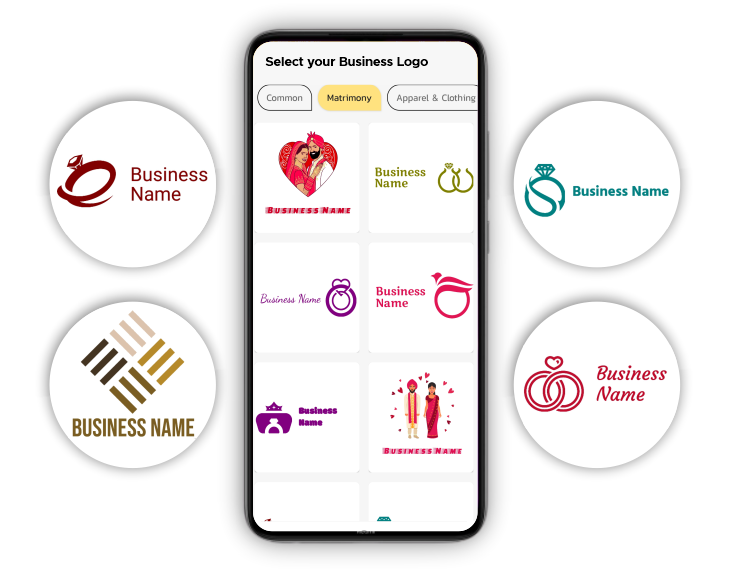 Select your Business Logo
Common
Matrimony
Apparel & Clothing
BUSINESS NAME
Business
Name
Business Name
Business
Name
Business
Name
BUSINESS NAME
Business
Name
BUSINESS NAME
Business Name
Business
Name